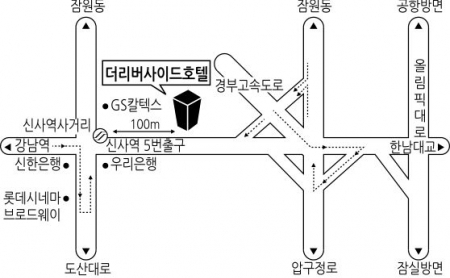 잠원동
잠원동
공항방면
더리버사이드호텔
경부고속도로
올림픽대로
GS칼텍스
100m
신사역사거리
강남역
신사역 5번출구
한남대교
신한은행
우리은행
롯데시네마
브로드웨이
도산대로
압구정로
잠실방면